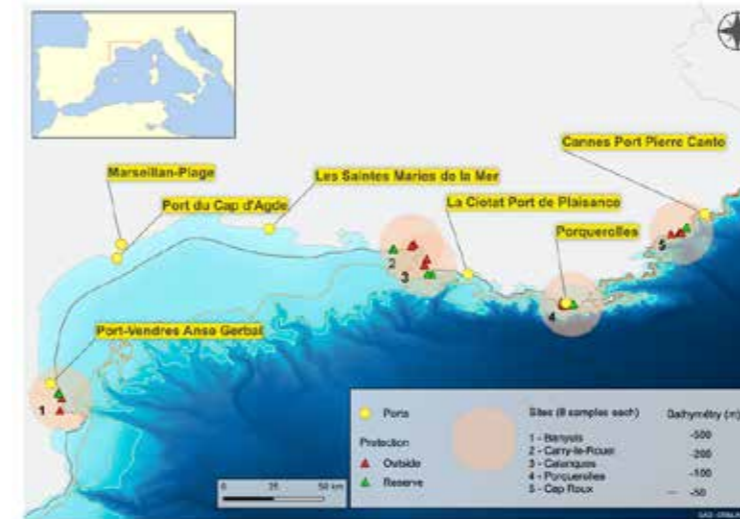 Cannes Port Pierre Canto
Marseillan-Plage
Les Saintes Maries de la Mer
Port du Cap d'Agde
La Ciotat Port de Plaisance
Porquerolles
5
2
3
4
Port-Vendres Anse Gerbal
1
Ports
Protection
Outside
Reserve
Sites (8 samples each)
1 - Banyuls
2 - Carry-le-Rouet
3 - Calanques
4 - Porquerolles
5 - Cap Roux
Bathymétry (m)
-500
-200
-100
-50
0 25 50 km